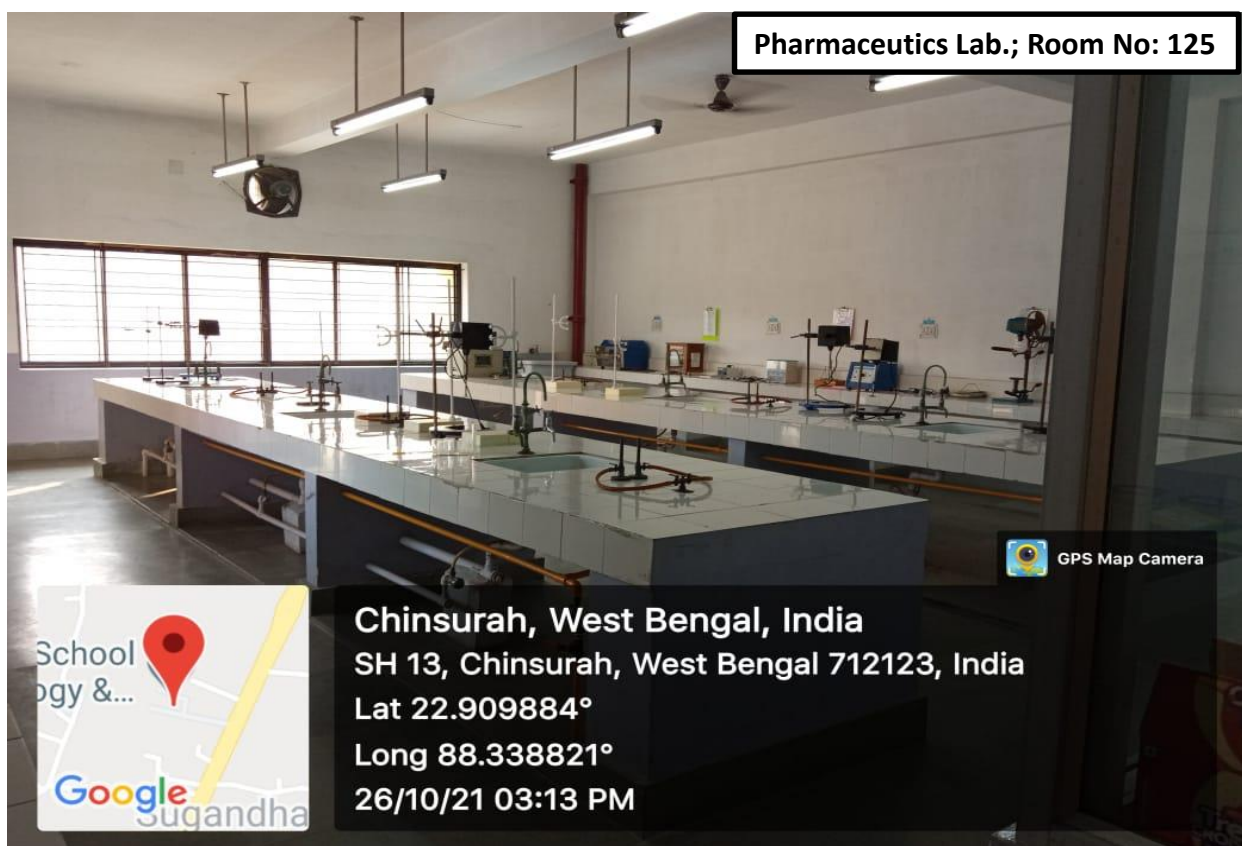 Pharmaceutics Lab.; Room No: 125
GPS Map Camera
School
ogy &...
Google
Sugandha
Chinsurah, West Bengal, India
SH 13, Chinsurah, West Bengal 712123, India
Lat 22.909884°
Long 88.338821°
26/10/21 03:13 PM